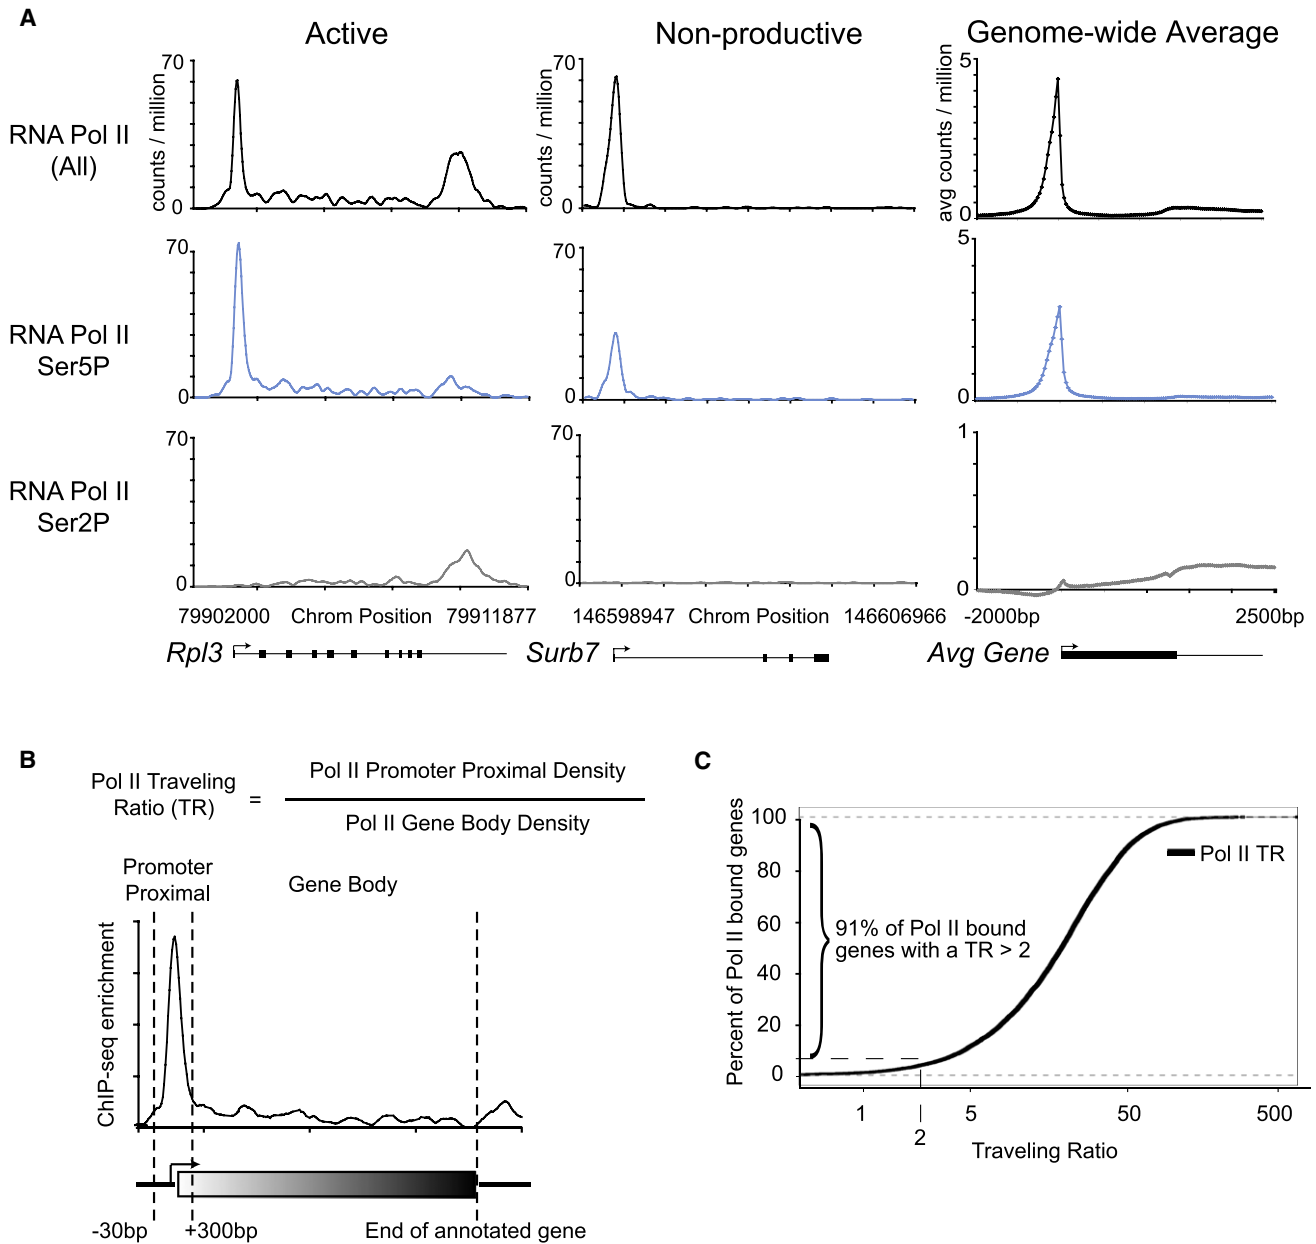 A
Active
Non-productive
Genome-wide Average
RNA Pol II
(All)
70
counts / million
0
70
counts / million
0
5
avg counts / million
0
RNA Pol II
Ser5P
70
0
70
0
5
0
RNA Pol II
Ser2P
70
0
70
0
1
0
79902000 Chrom Position 79911877
146598947 Chrom Position 146606966
-2000bp 2500bp
Rpl3
Surb7
Avg Gene
B
Pol II Traveling
Ratio (TR)
=
Pol II Promoter Proximal Density
Pol II Gene Body Density
Promoter
Proximal
Gene Body
ChIP-seq enrichment
-30bp
+300bp
End of annotated gene
C
Percent of Pol II bound genes
100
80
60
40
20
0
Pol II TR
91% of Pol II bound
genes with a TR > 2
1
2
5
50
500
Traveling Ratio